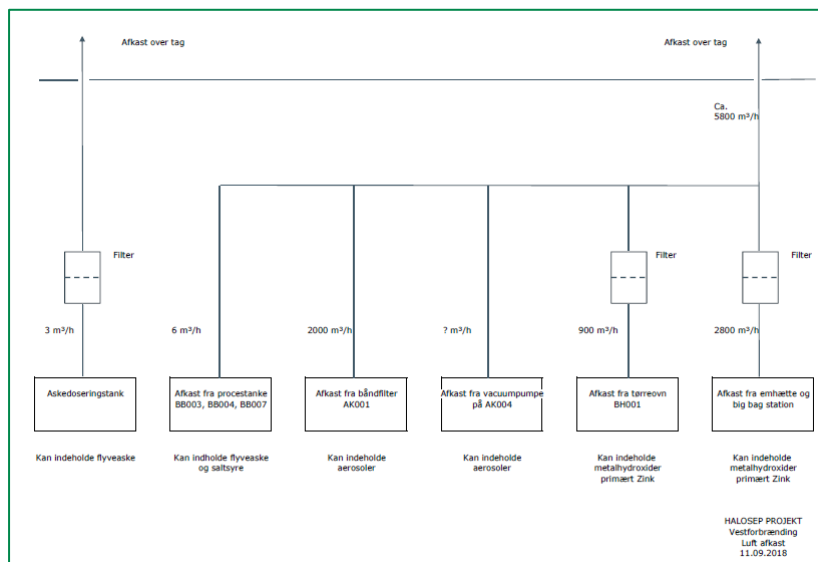 Afkast over tag
Afkast over tag
Ca.
5800 m³/h
Filter
Filter
Filter
3 m³/h
6 m³/h
2000 m³/h
? m³/h
900 m³/h
2800 m³/h
Askedoseringstank
Afkast fra procestanke
BB003, BB004, BB007
Afkast fra båndfilter
AK001
Afkast fra vacuumpumpe
på AK004
Afkast fra tørreovn
BH001
Afkast fra emhætte og
big bag station
Kan indeholde flyveaske
Kan indholde flyveaske
og saltsyre
Kan indeholde
aerosoler
Kan indeholde
aerosoler
Kan indeholde
metalhydroxider
primært Zink
Kan indeholde
metalhydroxider
primært Zink
HALOSEP PROJEKT
Vestforbrænding
Luft afkast
11.09.2018